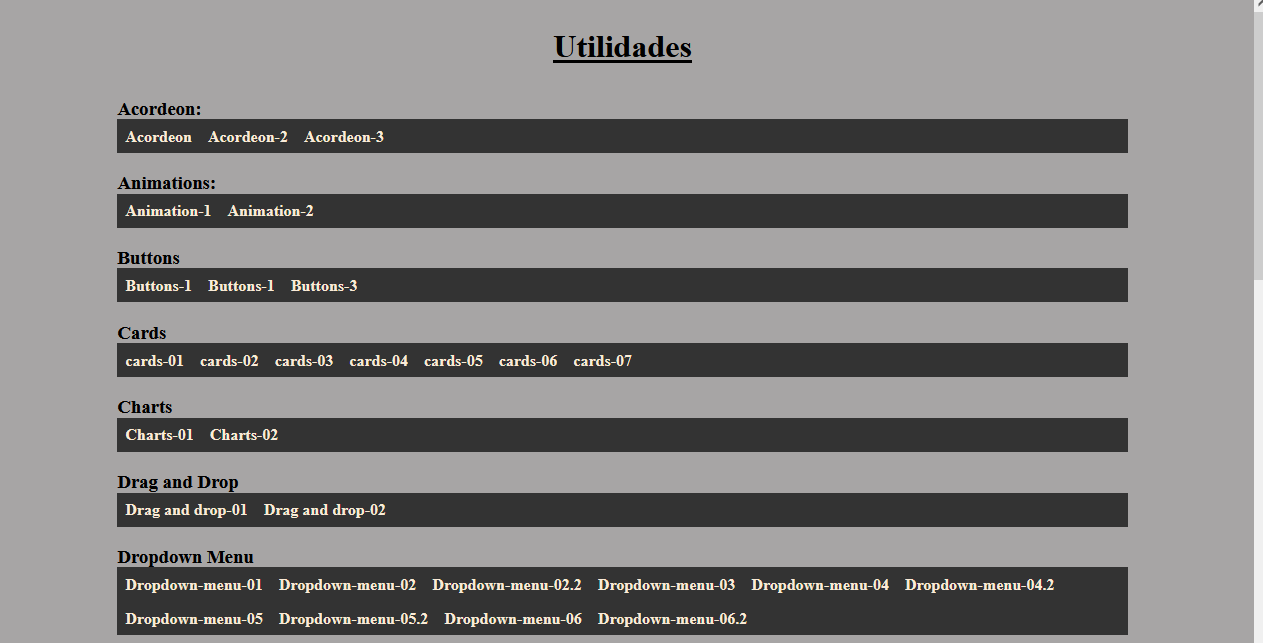 Utilidades
Acordeon:
Acordeon Acordeon-2 Acordeon-3
Animations:
Animation-1 Animation-2
Buttons
Buttons-1 Buttons-1 Buttons-3
Cards
cards-01 cards-02 cards-03 cards-04 cards-05 cards-06 cards-07
Charts
Charts-01 Charts-02
Drag and Drop
Drag and drop-01 Drag and drop-02
Dropdown Menu
Dropdown-menu-01 Dropdown-menu-02 Dropdown-menu-02.2 Dropdown-menu-03 Dropdown-menu-04 Dropdown-menu-04.2
Dropdown-menu-05 Dropdown-menu-05.2 Dropdown-menu-06 Dropdown-menu-06.2